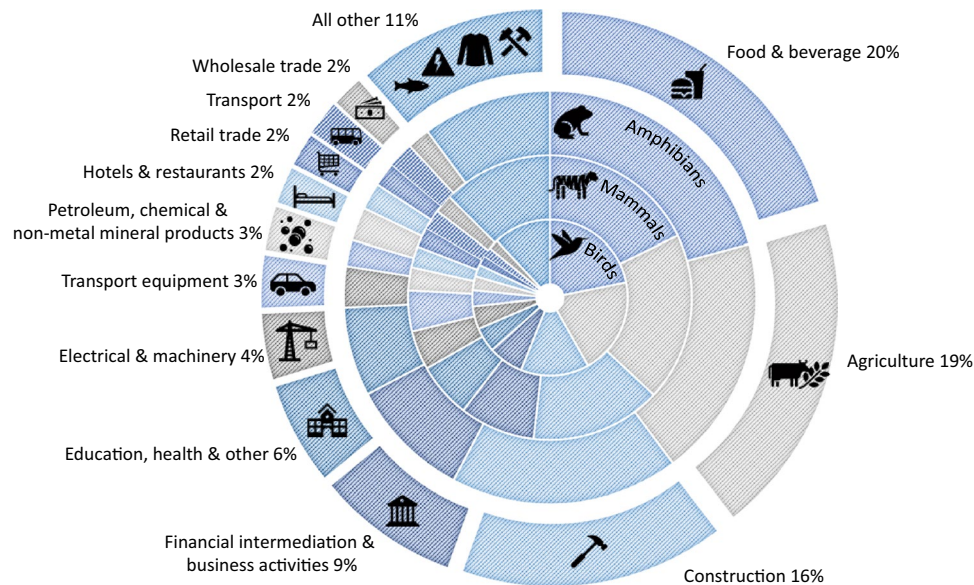 All other 11%
Wholesale trade 2%
Transport 2%
Retail trade 2%
Hotels & restaurants 2%
Petroleum, chemical &
non-metal mineral products 3%
Transport equipment 3%
Electrical & machinery 4%
Education, health & other 6%
Financial intermediation &
business activities 9%
Construction 16%
Agriculture 19%
Food & beverage 20%
Amphibians
Mammals
Birds